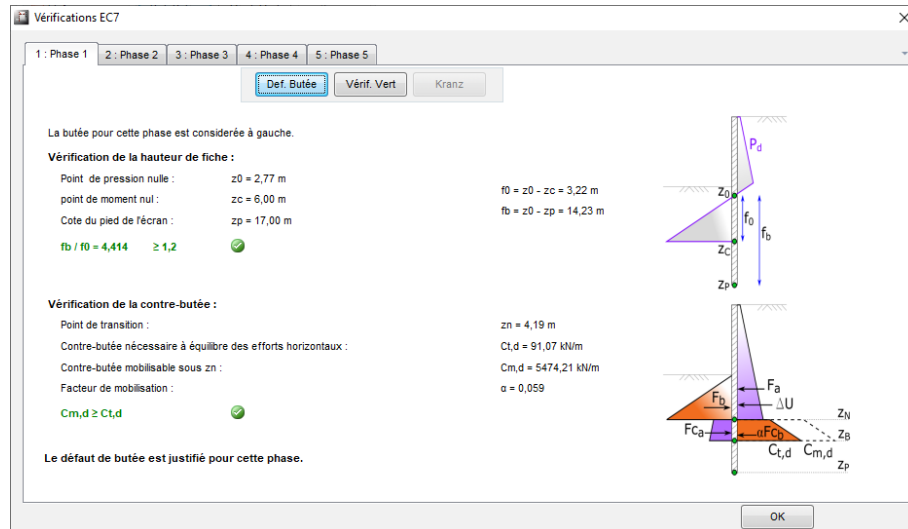 Vérifications EC7
1 : Phase 1 2 : Phase 2 3 : Phase 3 4 : Phase 4 5 : Phase 5
Def. Butée Vérif. Vert Kranz
La butée pour cette phase est considerée à gauche.
Vérification de la hauteur de fiche :
Point de pression nulle : z0 = 2,77 m
point de moment nul : zc = 6,00 m
Cote du pied de l'écran : zp = 17,00 m
fb / f0 = 4,414 ≥ 1,2
f0 = z0 - zc = 3,22 m
fb = z0 - zp = 14,23 m
Pd
z0
f0
fb
zC
zP
Vérification de la contre-butée :
Point de transition : zn = 4,19 m
Contre-butée nécessaire à équilibre des efforts horizontaux : Ct,d = 91,07 kN/m
Contre-butée mobilisable sous zn : Cm,d = 5474,21 kN/m
Facteur de mobilisation : α = 0,059
Cm,d ≥ Ct,d
Le défaut de butée est justifié pour cette phase.
Fa
Fb ΔU
zN
Fca αFcb zB
Ct,d Cm,d
zP
OK